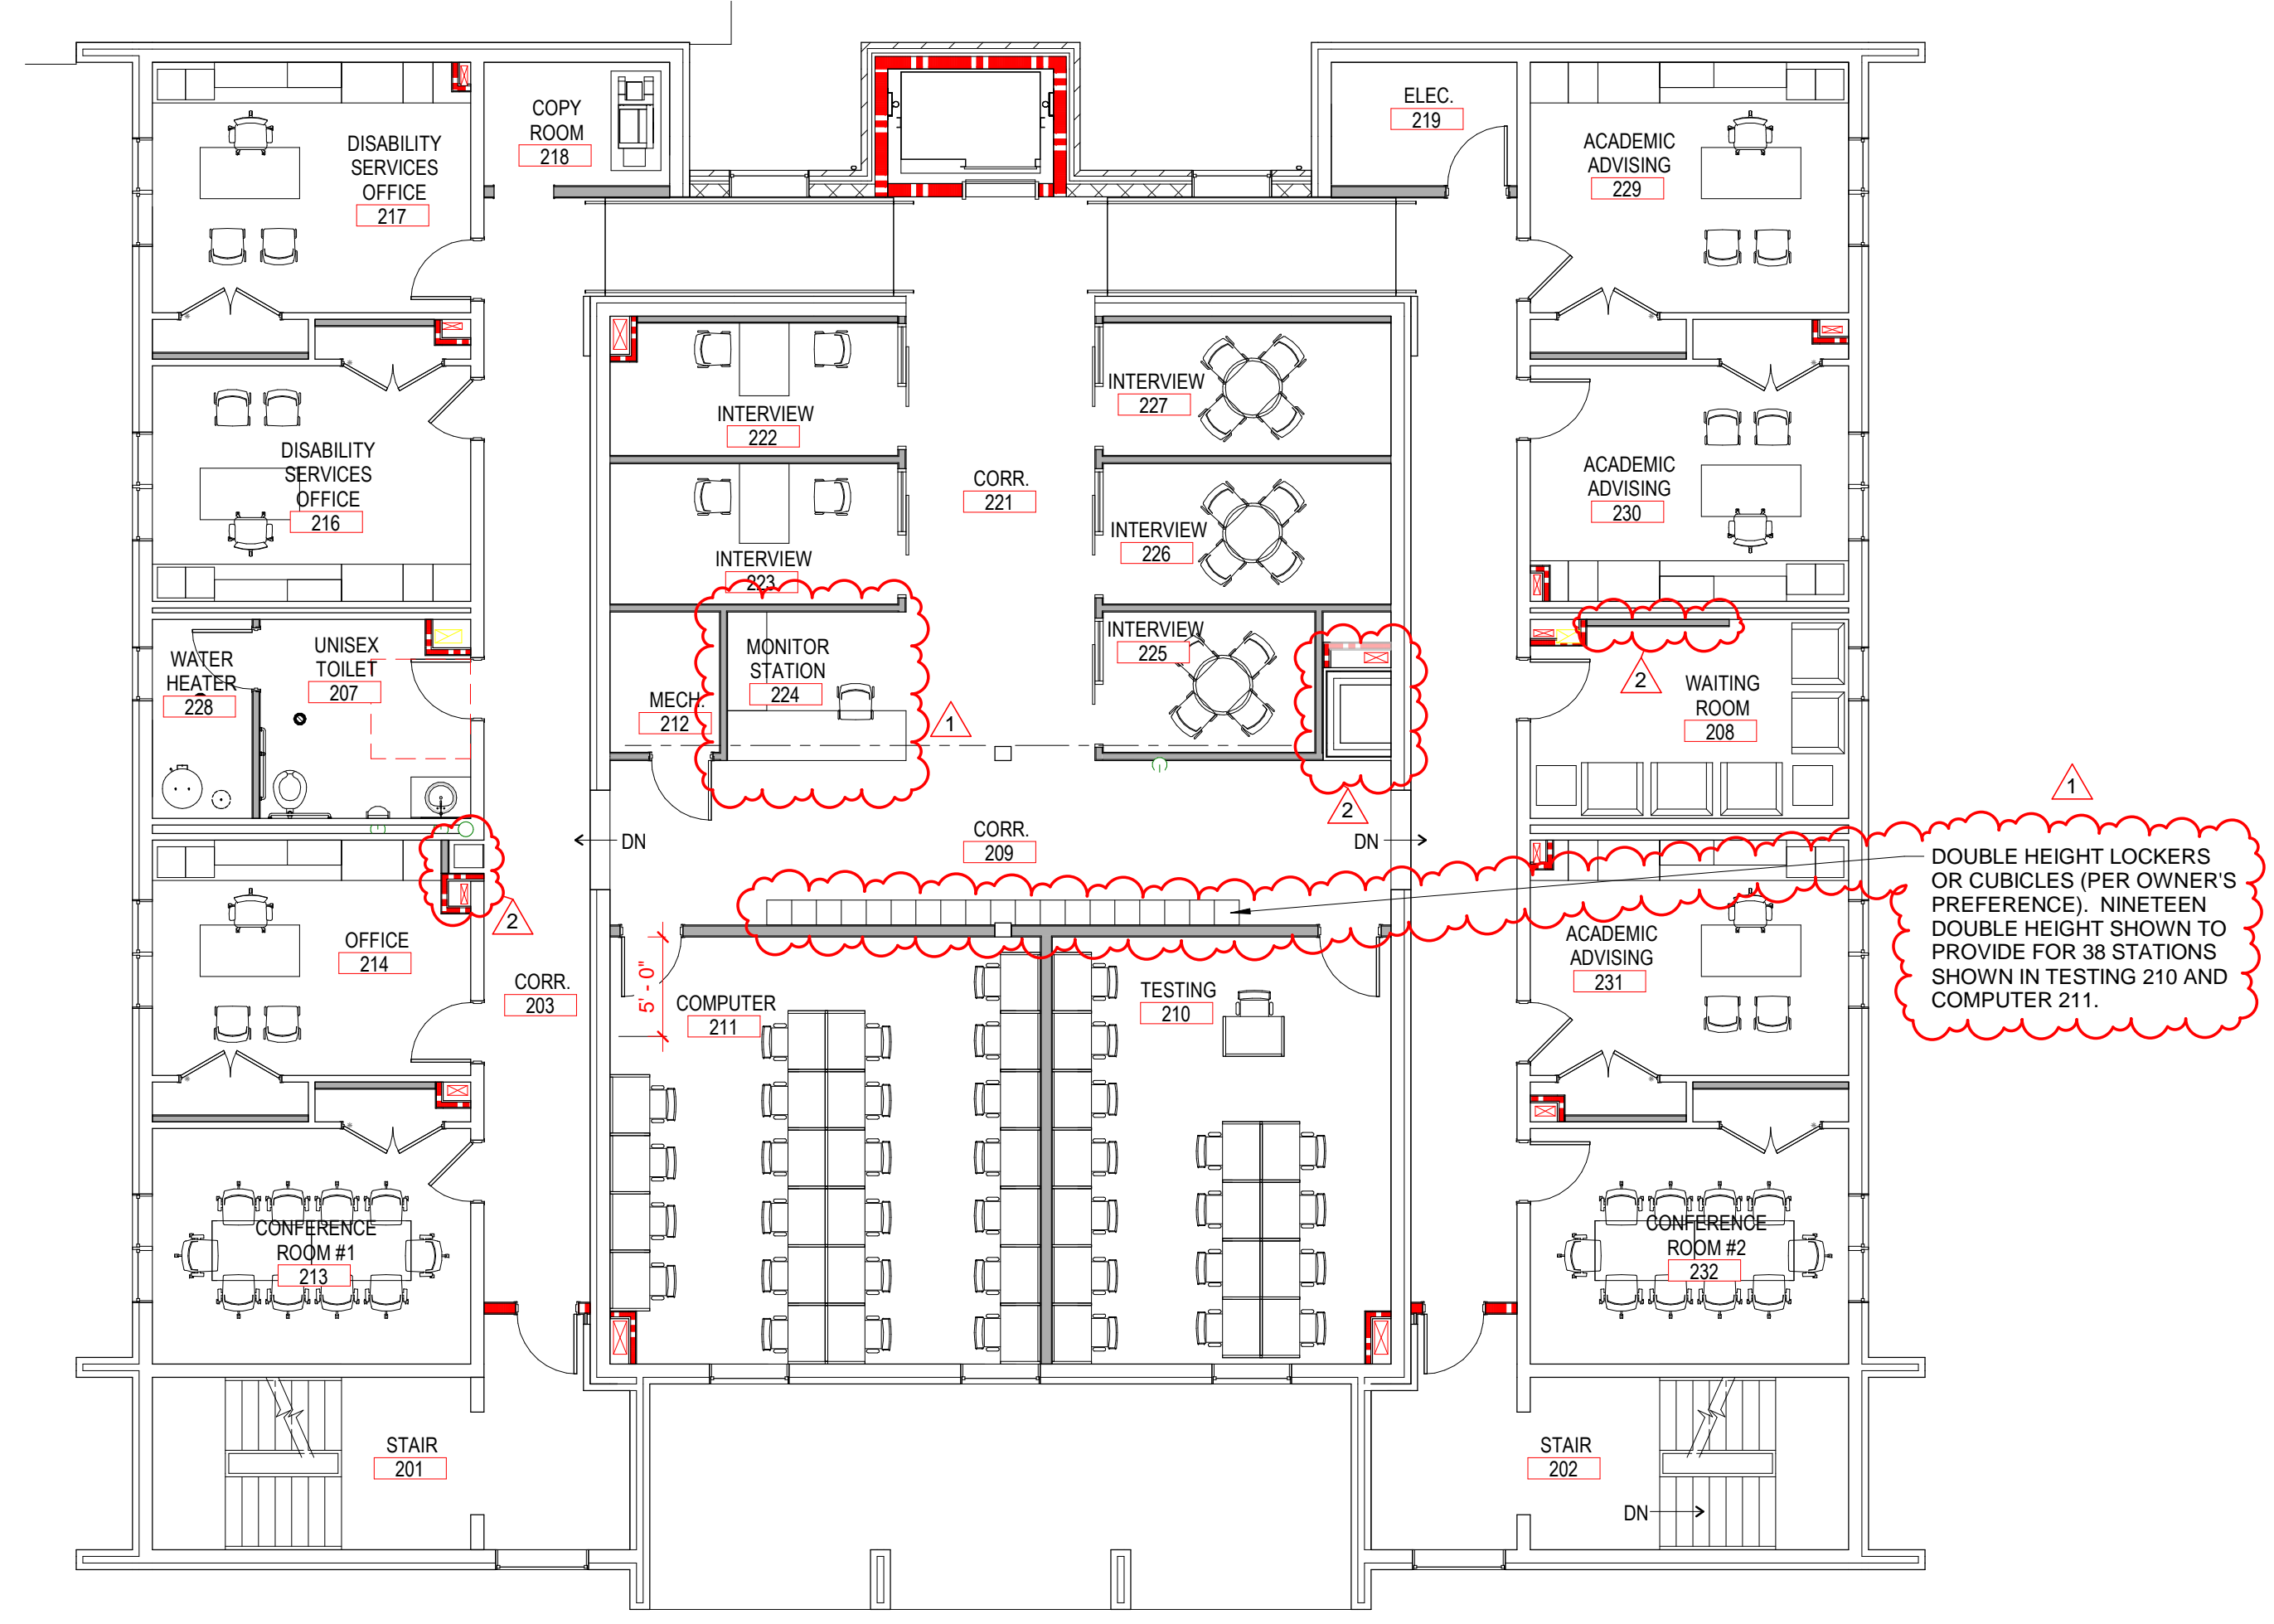 COPY
ROOM
218
ELEC.
219
DISABILITY
SERVICES
OFFICE
217
ACADEMIC
ADVISING
229
INTERVIEW
222
INTERVIEW
227
DISABILITY
SERVICES
OFFICE
216
CORR.
221
ACADEMIC
ADVISING
230
INTERVIEW
223
INTERVIEW
226
WATER
HEATER
228
UNISEX
TOILET
207
MECH.
212
MONITOR
STATION
224
1
INTERVIEW
225
2
2
WAITING
ROOM
208
DN
CORR.
209
DN
1
DOUBLE HEIGHT LOCKERS
OR CUBICLES (PER OWNER'S
PREFERENCE). NINETEEN
DOUBLE HEIGHT SHOWN TO
PROVIDE FOR 38 STATIONS
SHOWN IN TESTING 210 AND
COMPUTER 211.
2
OFFICE
214
CORR.
203
5' - 0"
COMPUTER
211
TESTING
210
ACADEMIC
ADVISING
231
CONFERENCE
ROOM #1
213
CONFERENCE
ROOM #2
232
STAIR
201
STAIR
202
DN